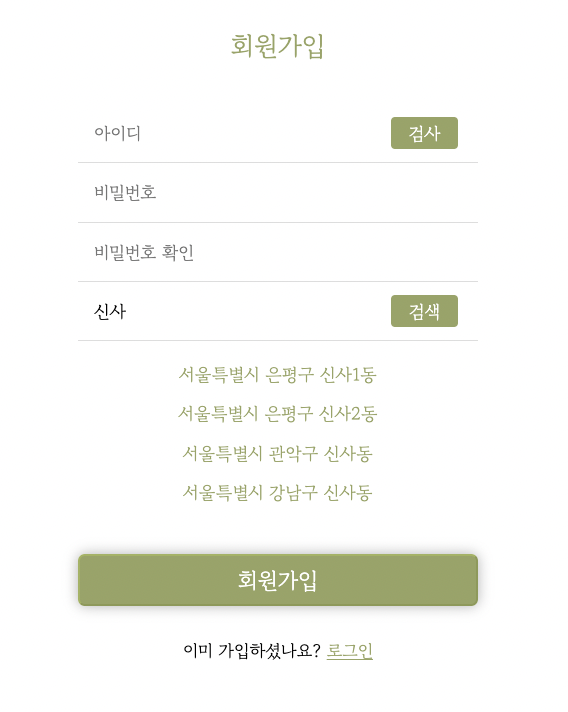 회원가입
아이디 검사
비밀번호
비밀번호 확인
신사 검색
서울특별시 은평구 신사1동
서울특별시 은평구 신사2동
서울특별시 관악구 신사동
서울특별시 강남구 신사동
회원가입
이미 가입하셨나요? 로그인